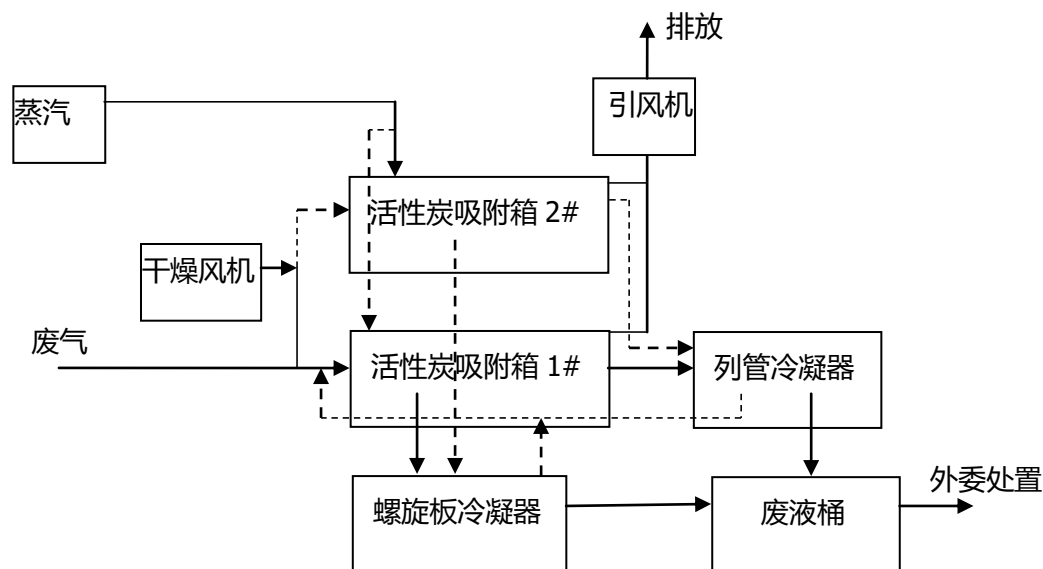 排放
蒸汽
引风机
活性炭吸附箱 2#
干燥风机
废气
活性炭吸附箱 1#
列管冷凝器
外委处置
螺旋板冷凝器
废液桶